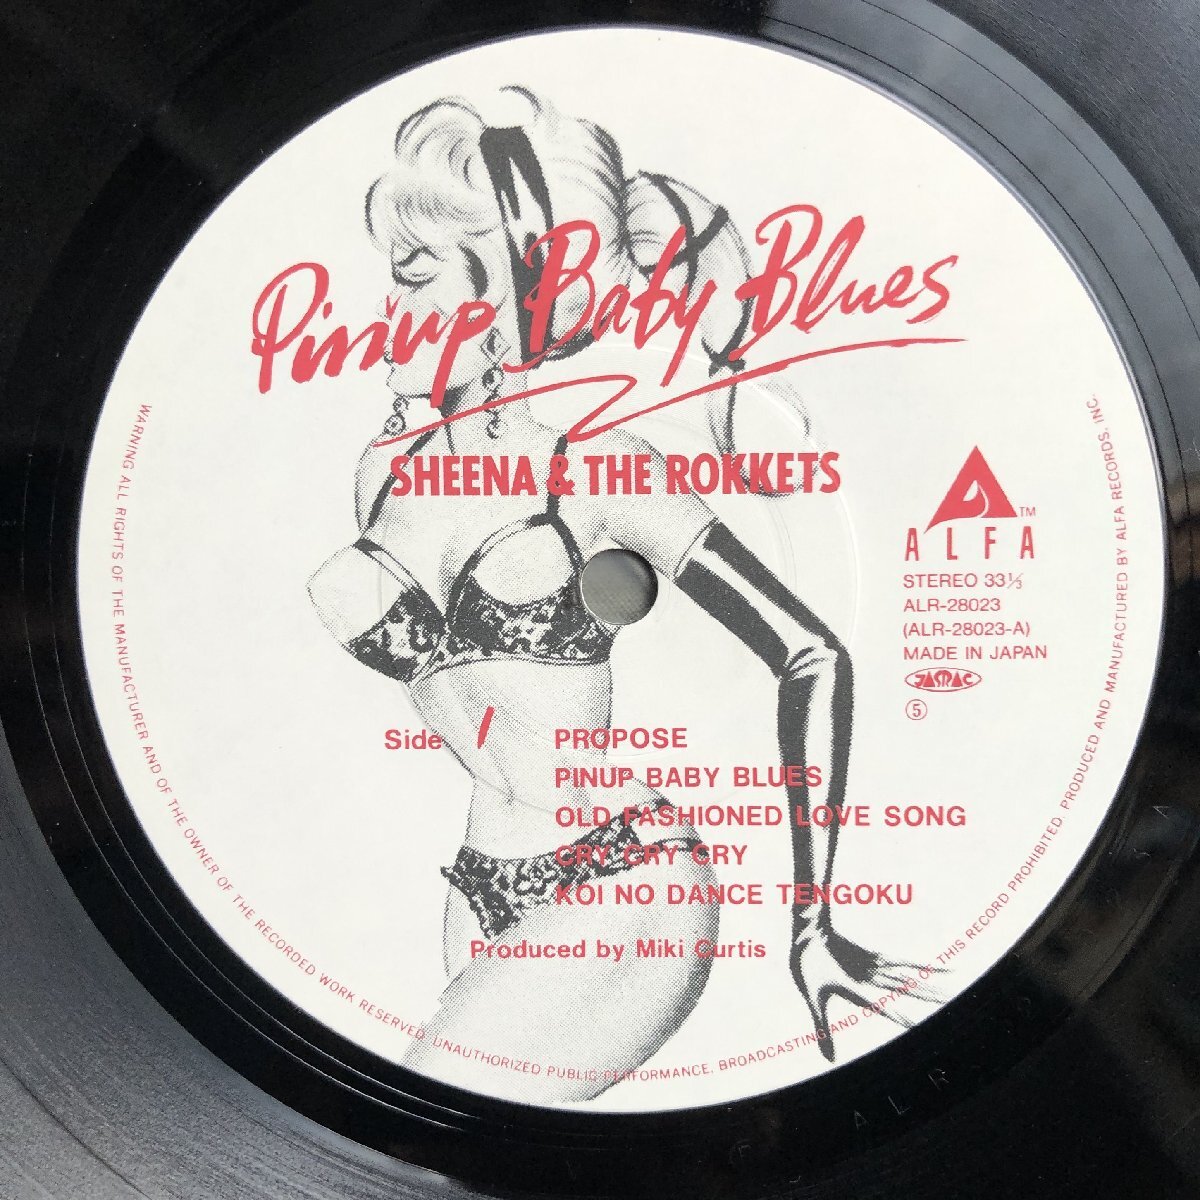 Pinup Baby Blues
SHEENA & THE ROKKETS
ALFA™
STEREO 33⅓
ALR-28023
(ALR-28023-A)
MADE IN JAPAN
JASRAC
⑤
Side 1
PROPOSE
PINUP BABY BLUES
OLD FASHIONED LOVE SONG
CRY CRY CRY
KOI NO DANCE TENGOKU
Produced by Miki Curtis
WARNING ALL RIGHTS OF THE MANUFACTURER AND OF THE OWNER OF THE RECORDED WORK RESERVED. UNAUTHORIZED PUBLIC PERFORMANCE, BROADCASTING AND COPYING OF THIS RECORD PROHIBITED. PRODUCED AND MANUFACTURED BY ALFA RECORDS, INC.
A L R